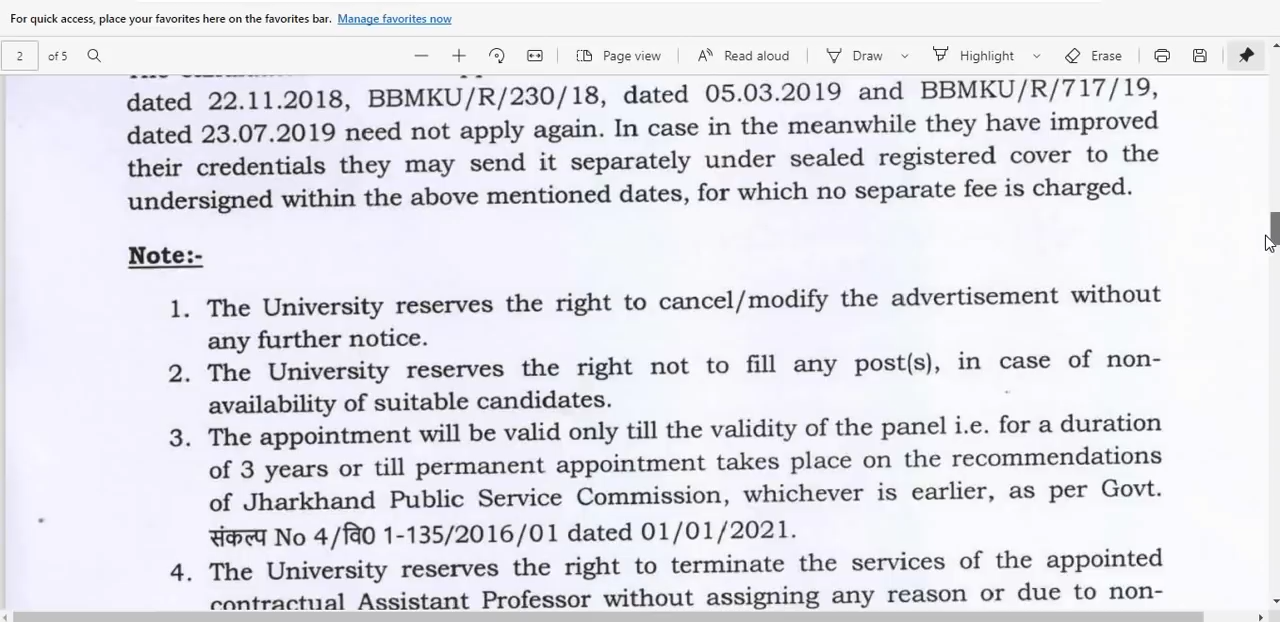 For quick access, place your favorites here on the favorites bar. Manage favorites now
2 of 5 Page view Read aloud Draw Highlight Erase
dated 22.11.2018, BBMKU/R/230/18, dated 05.03.2019 and BBMKU/R/717/19,
dated 23.07.2019 need not apply again. In case in the meanwhile they have improved
their credentials they may send it separately under sealed registered cover to the
undersigned within the above mentioned dates, for which no separate fee is charged.
Note:-
1. The University reserves the right to cancel/modify the advertisement without
any further notice.
2. The University reserves the right not to fill any post(s), in case of non-
availability of suitable candidates.
3. The appointment will be valid only till the validity of the panel i.e. for a duration
of 3 years or till permanent appointment takes place on the recommendations
of Jharkhand Public Service Commission, whichever is earlier, as per Govt.
संकल्प No 4/वि0 1-135/2016/01 dated 01/01/2021.
4. The University reserves the right to terminate the services of the appointed
contractual Assistant Professor without assigning any reason or due to non-